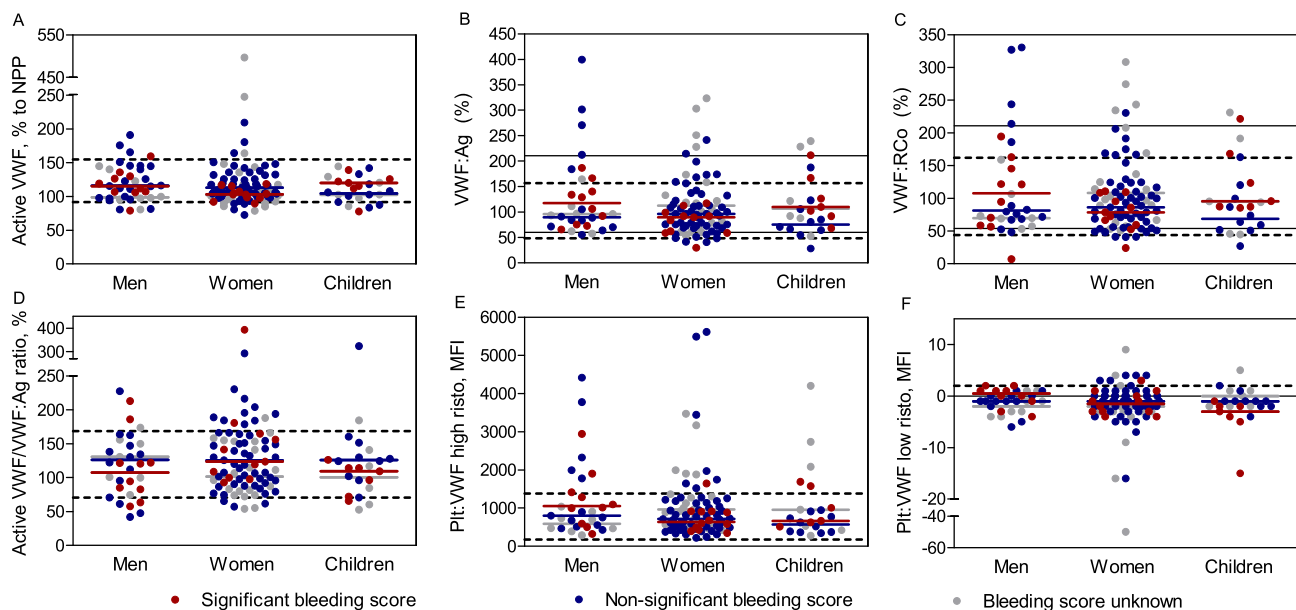 A
Active VWF, % to NPP
550
450
250
200
150
100
50
0
Men
Women
Children
B
VWF:Ag (%)
450
400
350
300
250
200
150
100
50
0
Men
Women
Children
C
VWF:RCo (%)
350
300
250
200
150
100
50
0
Men
Women
Children
D
Active VWF/VWF:Ag ratio, %
400
300
250
200
150
100
50
0
Men
Women
Children
E
Plt:VWF high risto, MFI
6000
5000
4000
3000
2000
1000
0
Men
Women
Children
F
Plt:VWF low risto, MFI
10
0
-10
-20
-40
-60
Men
Women
Children
Significant bleeding score
Non-significant bleeding score
Bleeding score unknown